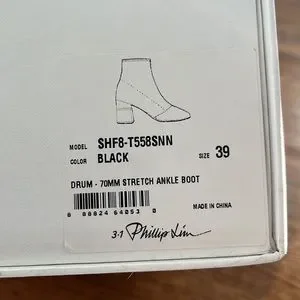 MODEL SHF8-T558SNN
COLOR BLACK SIZE 39
DRUM - 70MM STRETCH ANKLE BOOT
8 88824 64053 0
MADE IN CHINA
3.1 Phillip Lim